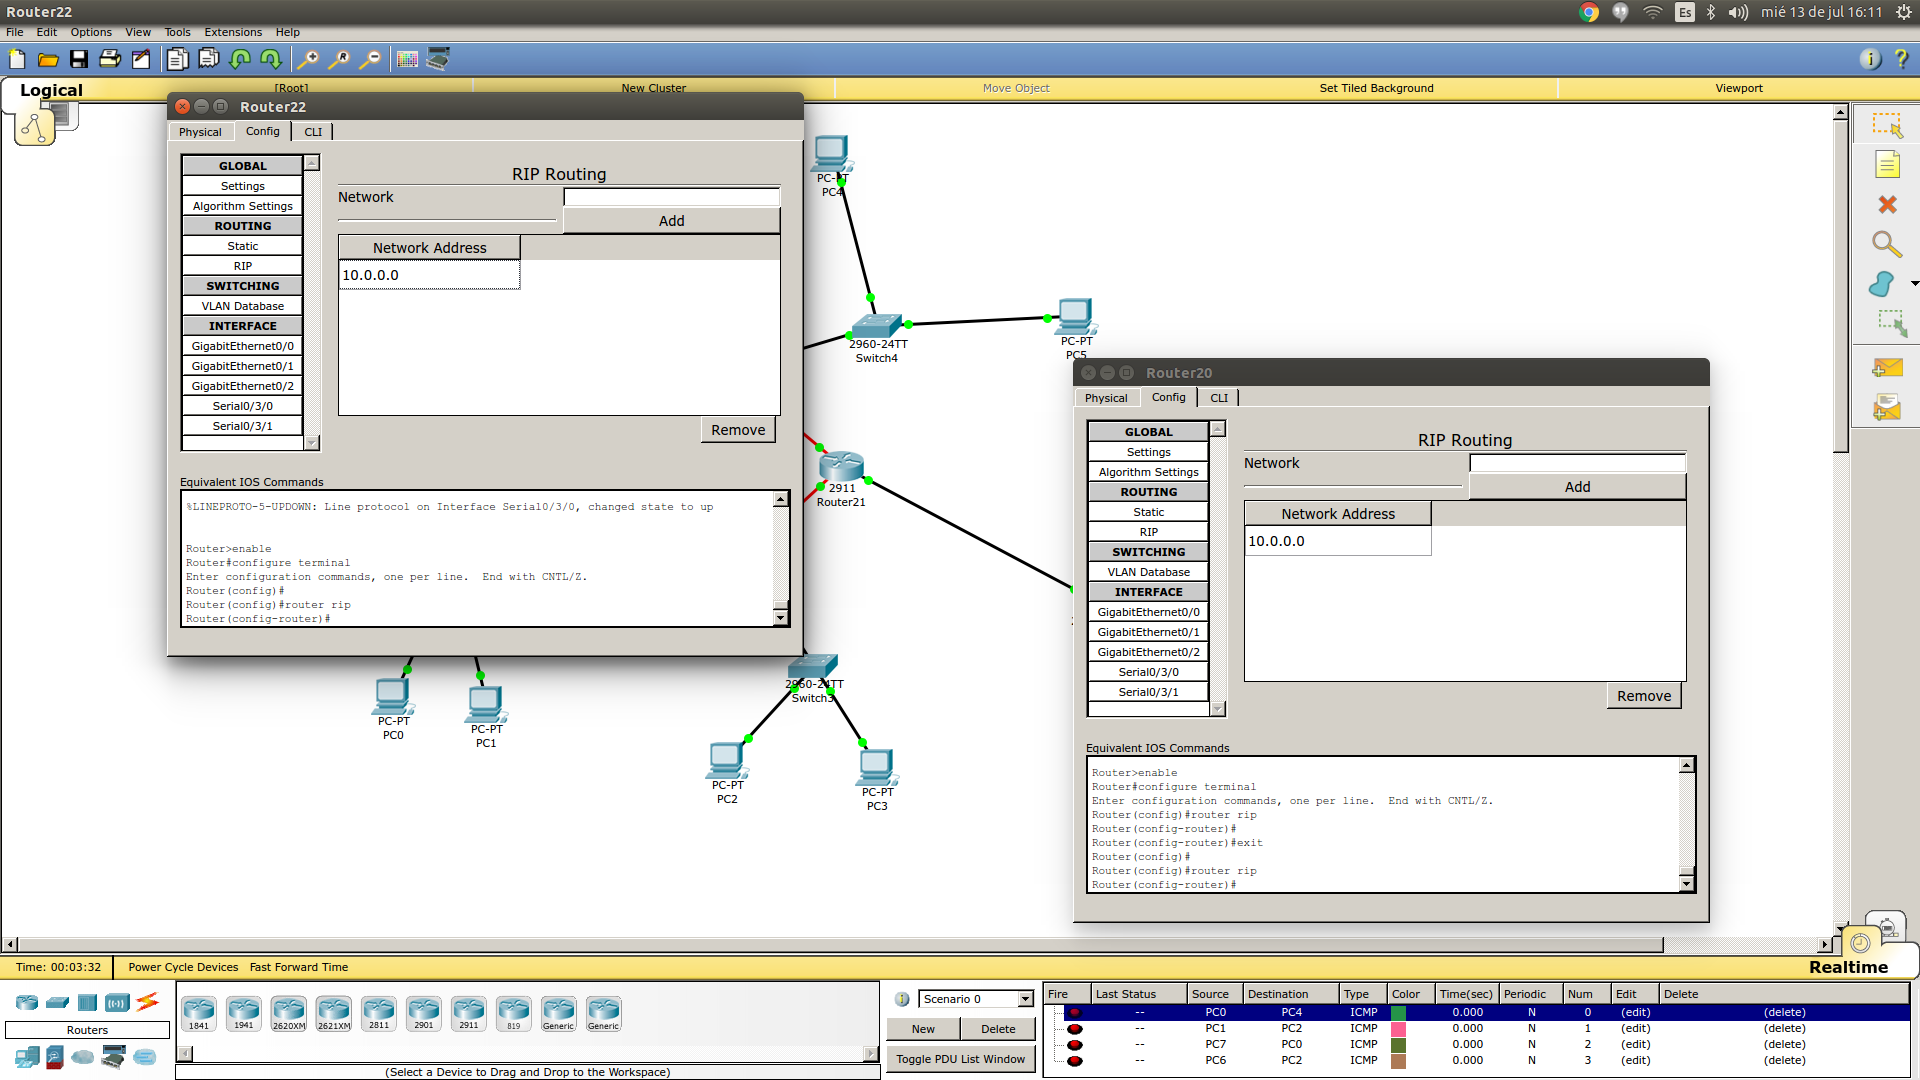 Router22
Es
mié 13 de jul 16:11
File Edit Options View Tools Extensions Help
Logical
[Root]
New Cluster
Move Object
Set Tiled Background
Viewport
Router22
Physical Config CLI
GLOBAL
Settings
Algorithm Settings
ROUTING
Static
RIP
SWITCHING
VLAN Database
INTERFACE
GigabitEthernet0/0
GigabitEthernet0/1
GigabitEthernet0/2
Serial0/3/0
Serial0/3/1
RIP Routing
Network
Add
Network Address
10.0.0.0
Remove
Equivalent IOS Commands
%LINEPROTO-5-UPDOWN: Line protocol on Interface Serial0/3/0, changed state to up
Router>enable
Router#configure terminal
Enter configuration commands, one per line.  End with CNTL/Z.
Router(config)#
Router(config)#router rip
Router(config-router)#
PC-PT
PC4
2960-24TT
Switch4
PC-PT
PC5
2911
Router21
2960-24TT
Switch3
PC-PT
PC0
PC-PT
PC1
PC-PT
PC2
PC-PT
PC3
Router20
Physical Config CLI
GLOBAL
Settings
Algorithm Settings
ROUTING
Static
RIP
SWITCHING
VLAN Database
INTERFACE
GigabitEthernet0/0
GigabitEthernet0/1
GigabitEthernet0/2
Serial0/3/0
Serial0/3/1
RIP Routing
Network
Add
Network Address
10.0.0.0
Remove
Equivalent IOS Commands
Router>enable
Router#configure terminal
Enter configuration commands, one per line.  End with CNTL/Z.
Router(config)#router rip
Router(config-router)#
Router(config-router)#exit
Router(config)#
Router(config)#router rip
Router(config-router)#
Time: 00:03:32 Power Cycle Devices Fast Forward Time
Realtime
Routers
1841 1941 2620XM 2621XM 2811 2901 2911 819 Generic Generic
(Select a Device to Drag and Drop to the Workspace)
Scenario 0
New Delete
Toggle PDU List Window
Fire Last Status Source Destination Type Color Time(sec) Periodic Num Edit Delete
-- PC0 PC4 ICMP 0.000 N 0 (edit) (delete)
-- PC1 PC2 ICMP 0.000 N 1 (edit) (delete)
-- PC7 PC0 ICMP 0.000 N 2 (edit) (delete)
-- PC6 PC2 ICMP 0.000 N 3 (edit) (delete)